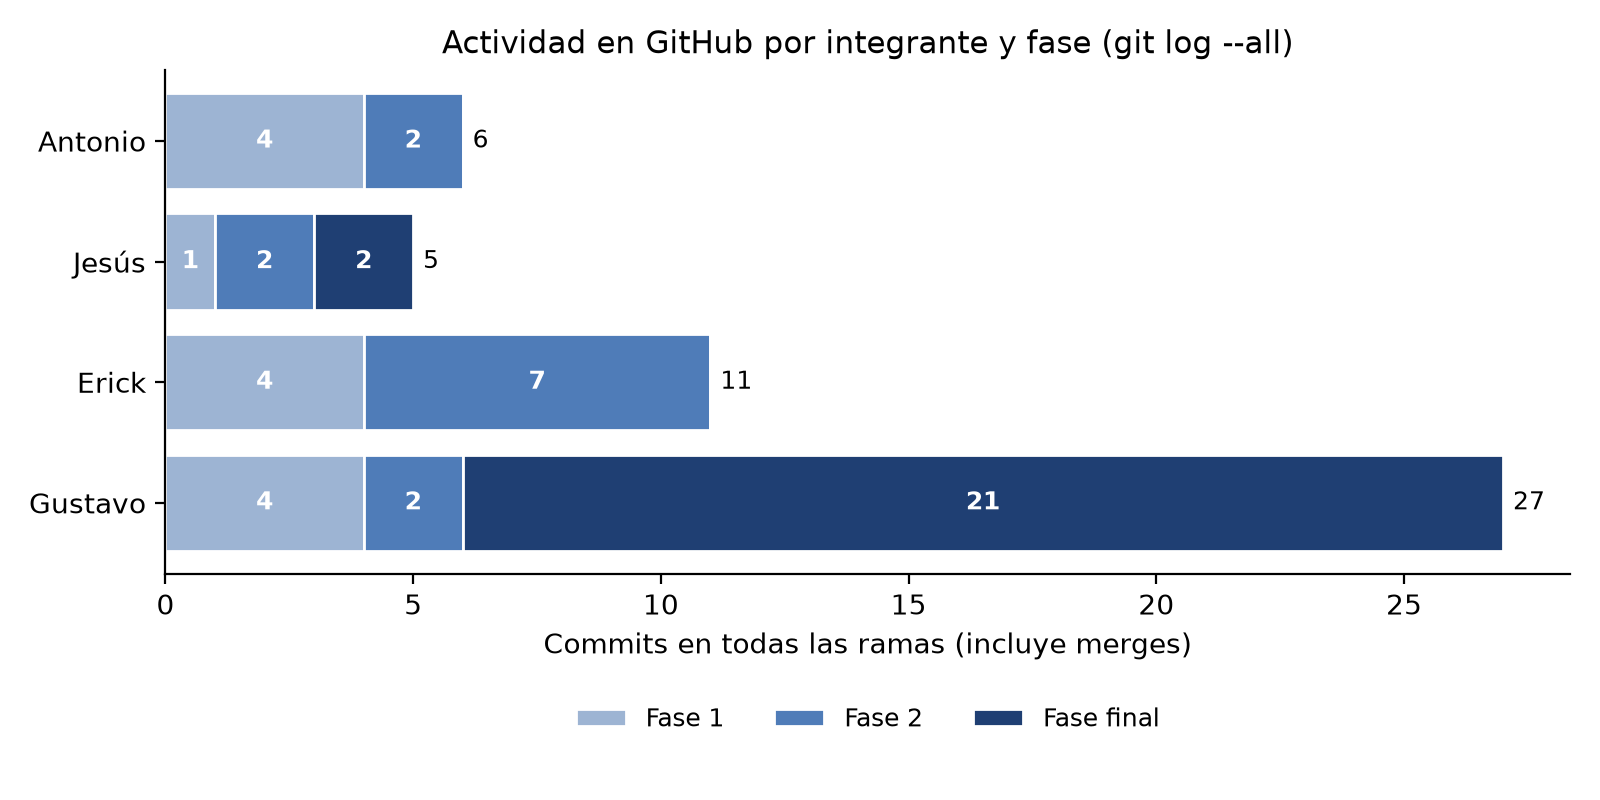 Actividad en GitHub por integrante y fase (git log --all)
Antonio 4 2 6
Jesús 1 2 2 5
Erick 4 7 11
Gustavo 4 2 21 27
0 5 10 15 20 25
Commits en todas las ramas (incluye merges)
Fase 1 Fase 2 Fase final